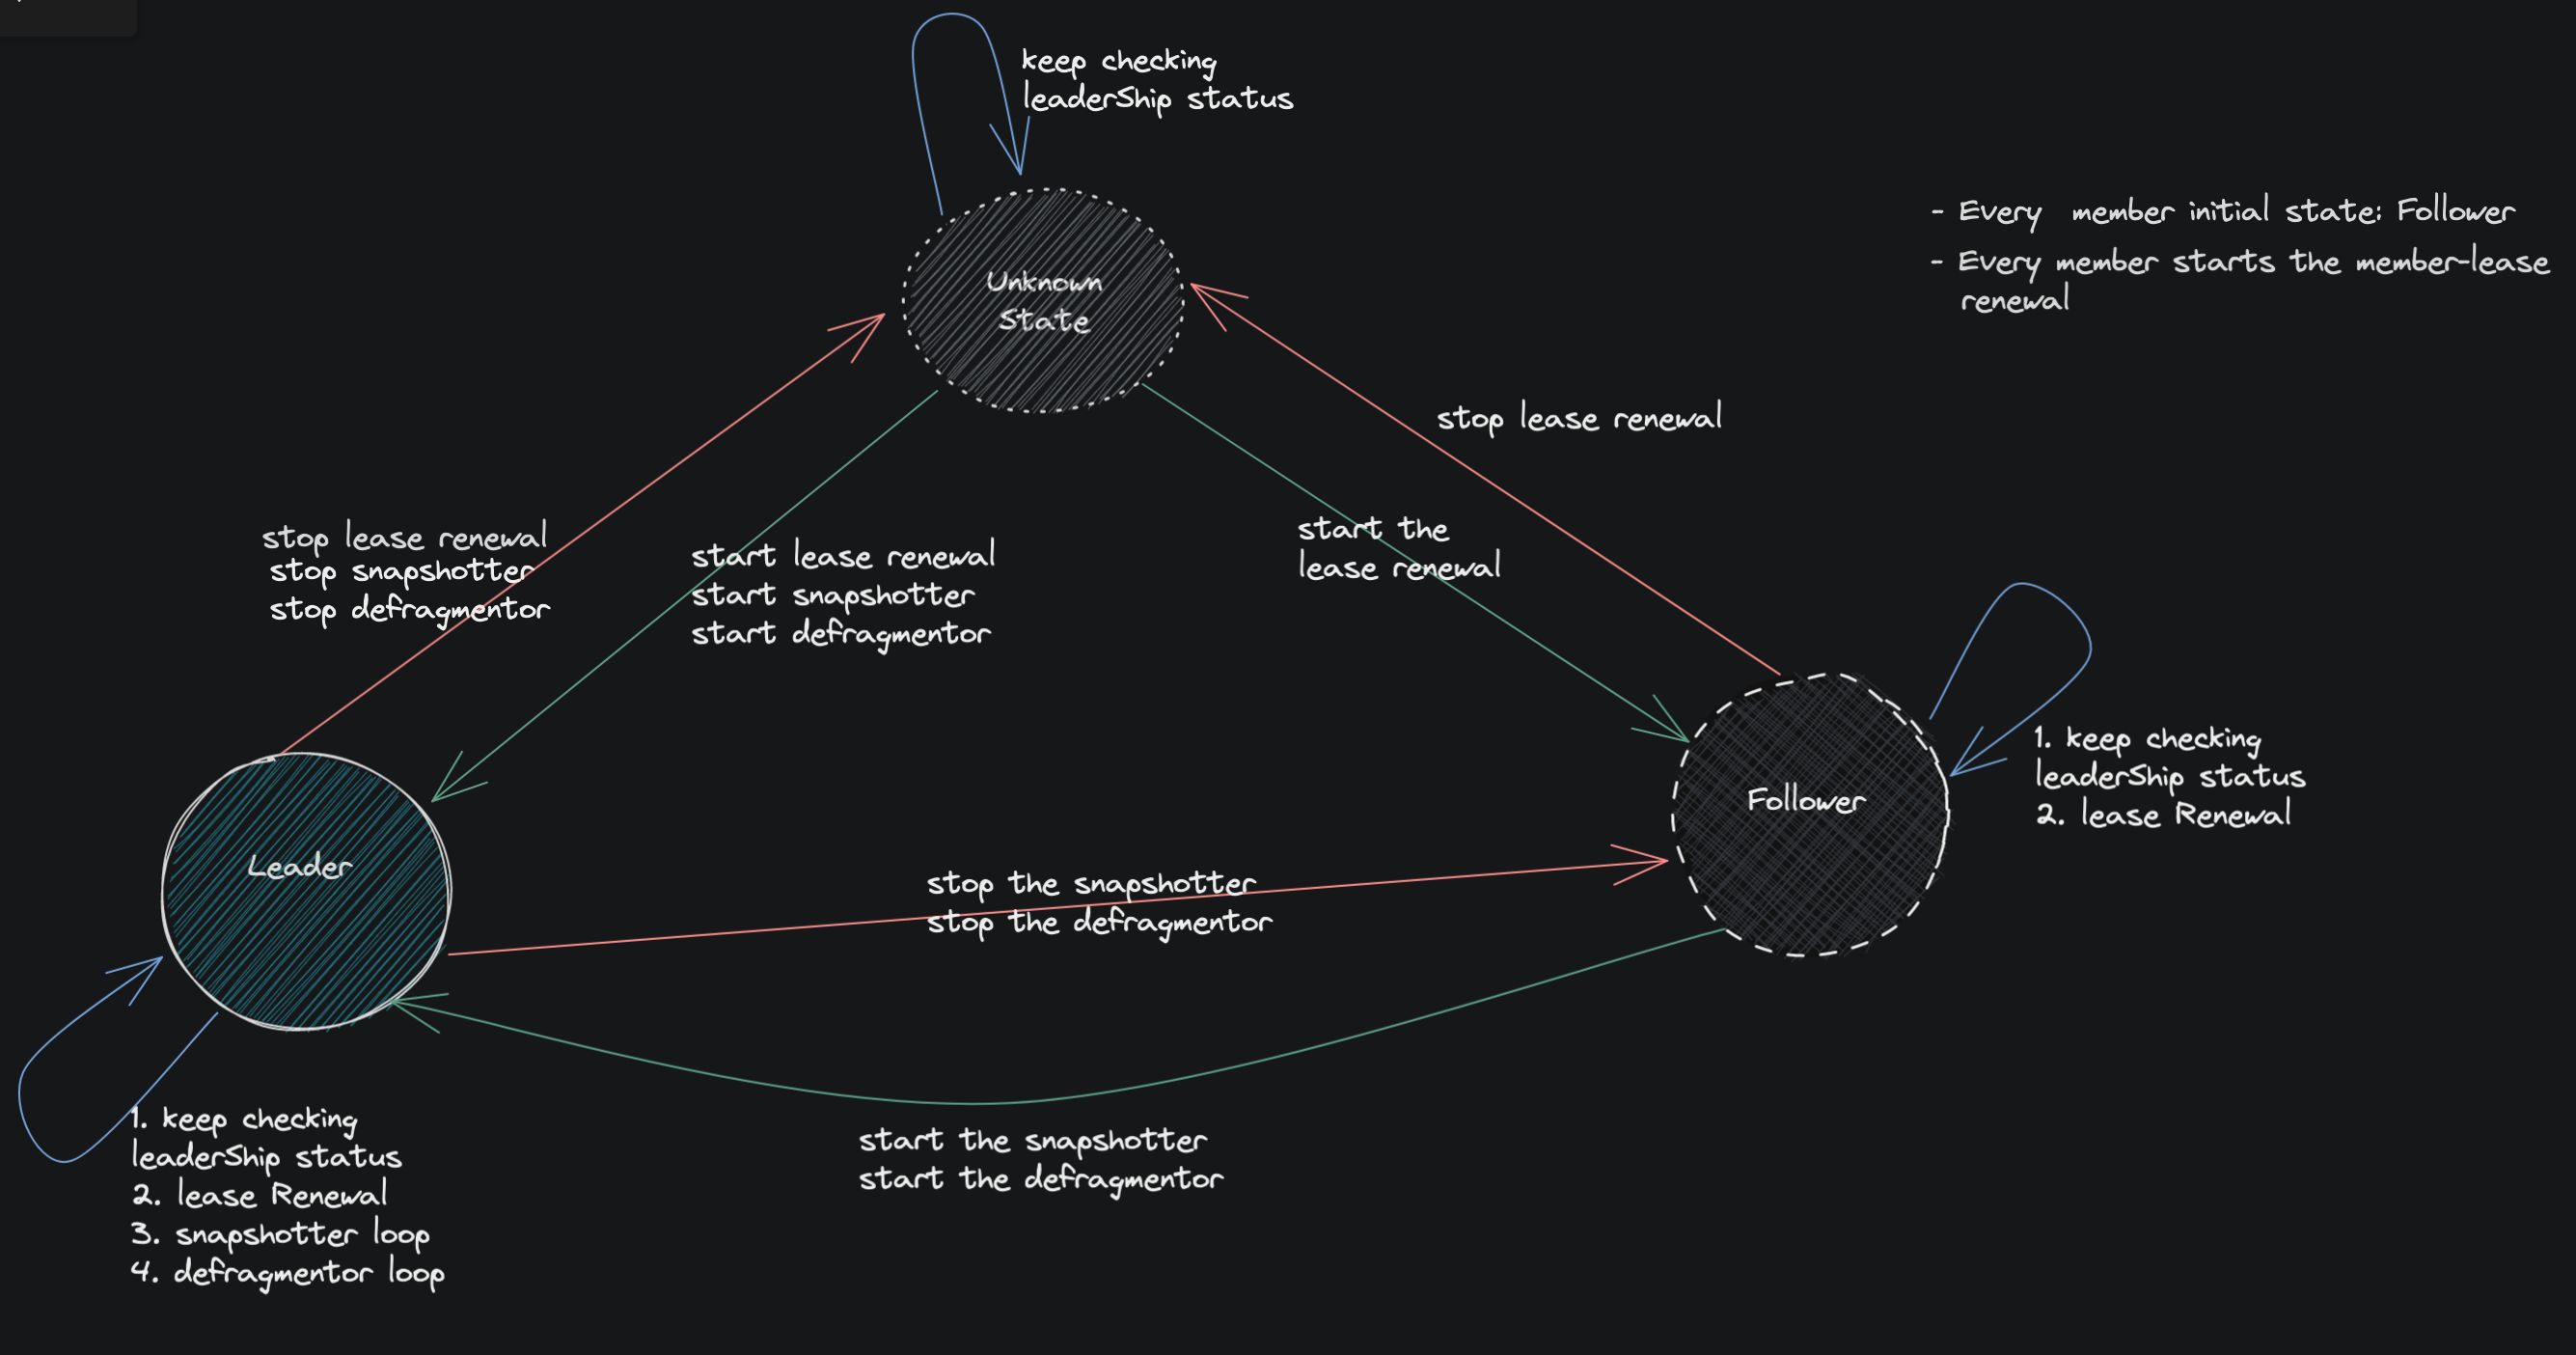 keep checking
leaderShip status
- Every member initial state: Follower
- Every member starts the member-lease
renewal
Unknown
State
stop lease renewal
start the
lease renewal
stop lease renewal
stop snapshotter
stop defragmentor
start lease renewal
start snapshotter
start defragmentor
1. keep checking
leaderShip status
2. lease Renewal
Follower
Leader
stop the snapshotter
stop the defragmentor
1. keep checking
leaderShip status
2. lease Renewal
3. snapshotter loop
4. defragmentor loop
start the snapshotter
start the defragmentor